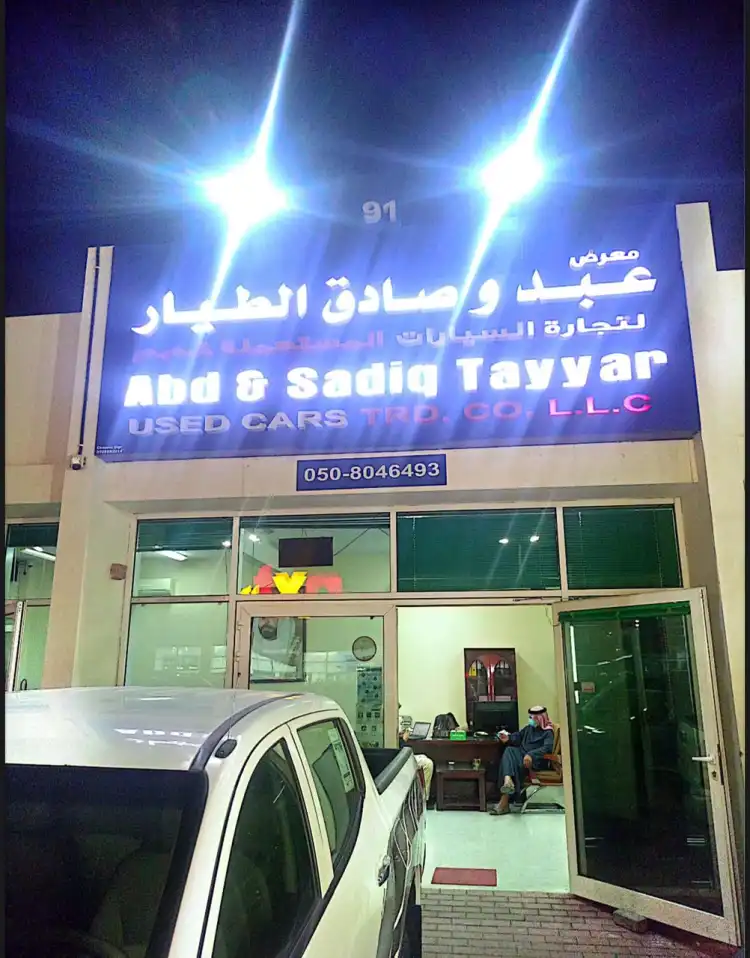 91
معرض
عبد و صادق الطيار
لتجارة السيارات المستعملة ش.ذ.م.م
Abd & Sadiq Tayyar
USED CARS TRD. CO. L.L.C
050-8046493